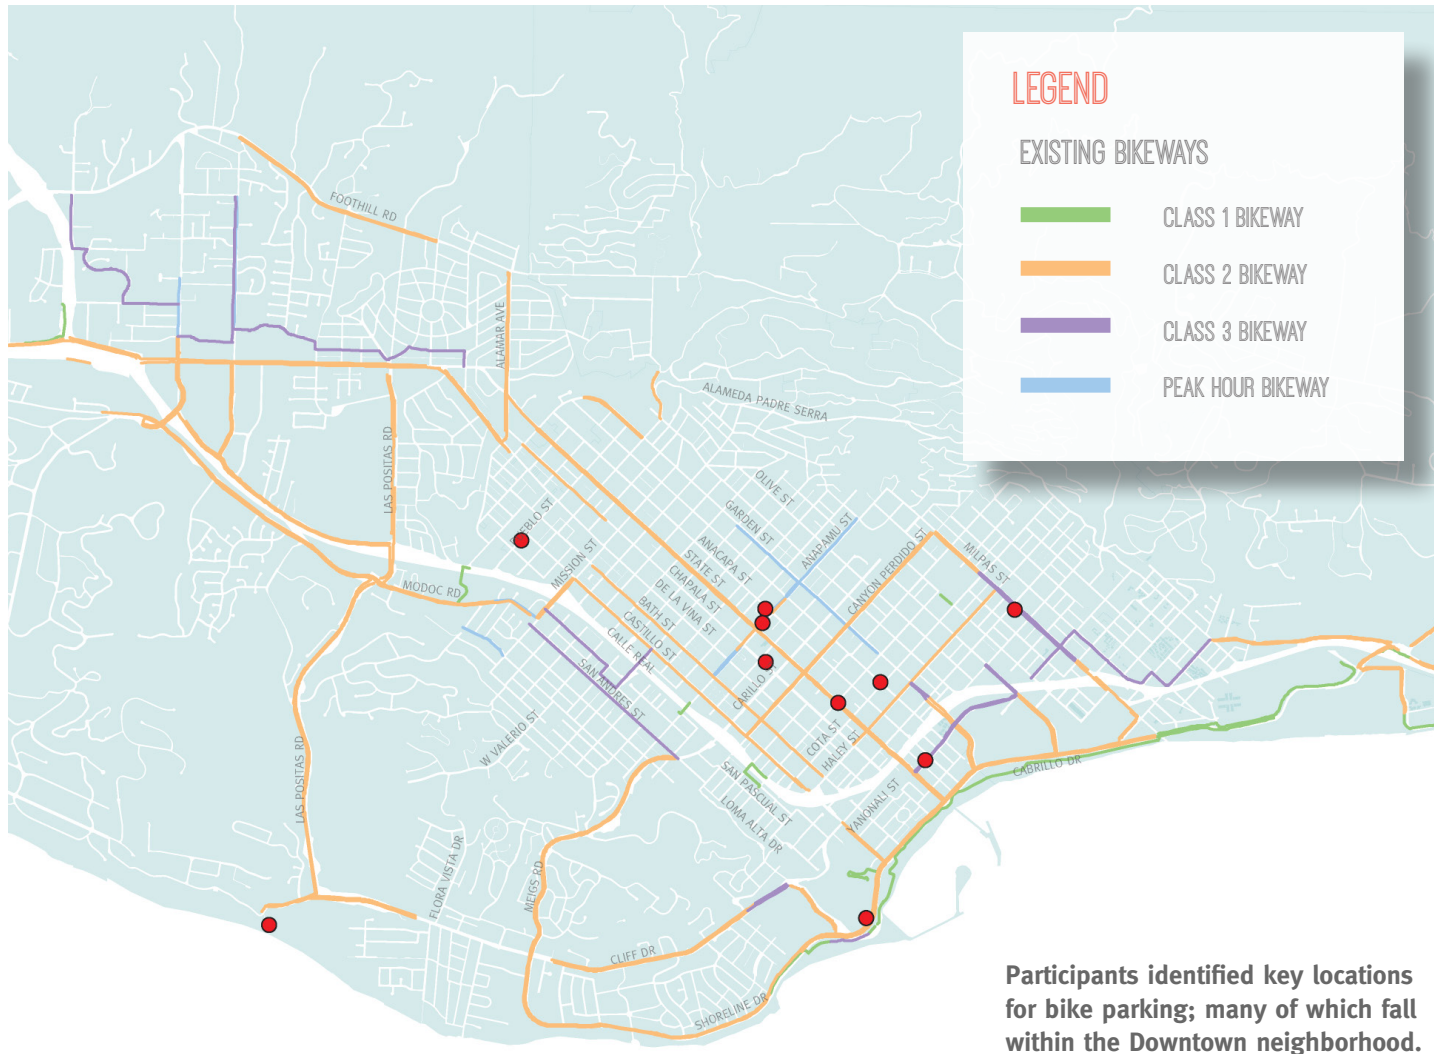 LEGEND
EXISTING BIKEWAYS
CLASS 1 BIKEWAY
CLASS 2 BIKEWAY
CLASS 3 BIKEWAY
PEAK HOUR BIKEWAY
FOOTHILL RD
ALAMAR AVE
ALAMEDA PADRE SERRA
LAS POSITAS RD
OLIVE ST
GARDEN ST
ANAPAMU ST
MISSION ST
ANACAPA ST
STATE ST
CHAPALA ST
DE LA VINA ST
BATH ST
CASTILLO ST
CALLE REAL
CANYON PERDIDO ST
MILPAS ST
MODOC RD
SAN ANDRES ST
CARILLO ST
W VALERIO ST
COTA ST
HALEY ST
LAS POSITAS RD
SAN PASCUAL ST
LOMA ALTA DR
YANONALI ST
CABRILLO DR
FLORA VISTA DR
MEIGS RD
CLIFF DR
SHORELINE DR
Participants identified key locations
for bike parking; many of which fall
within the Downtown neighborhood.